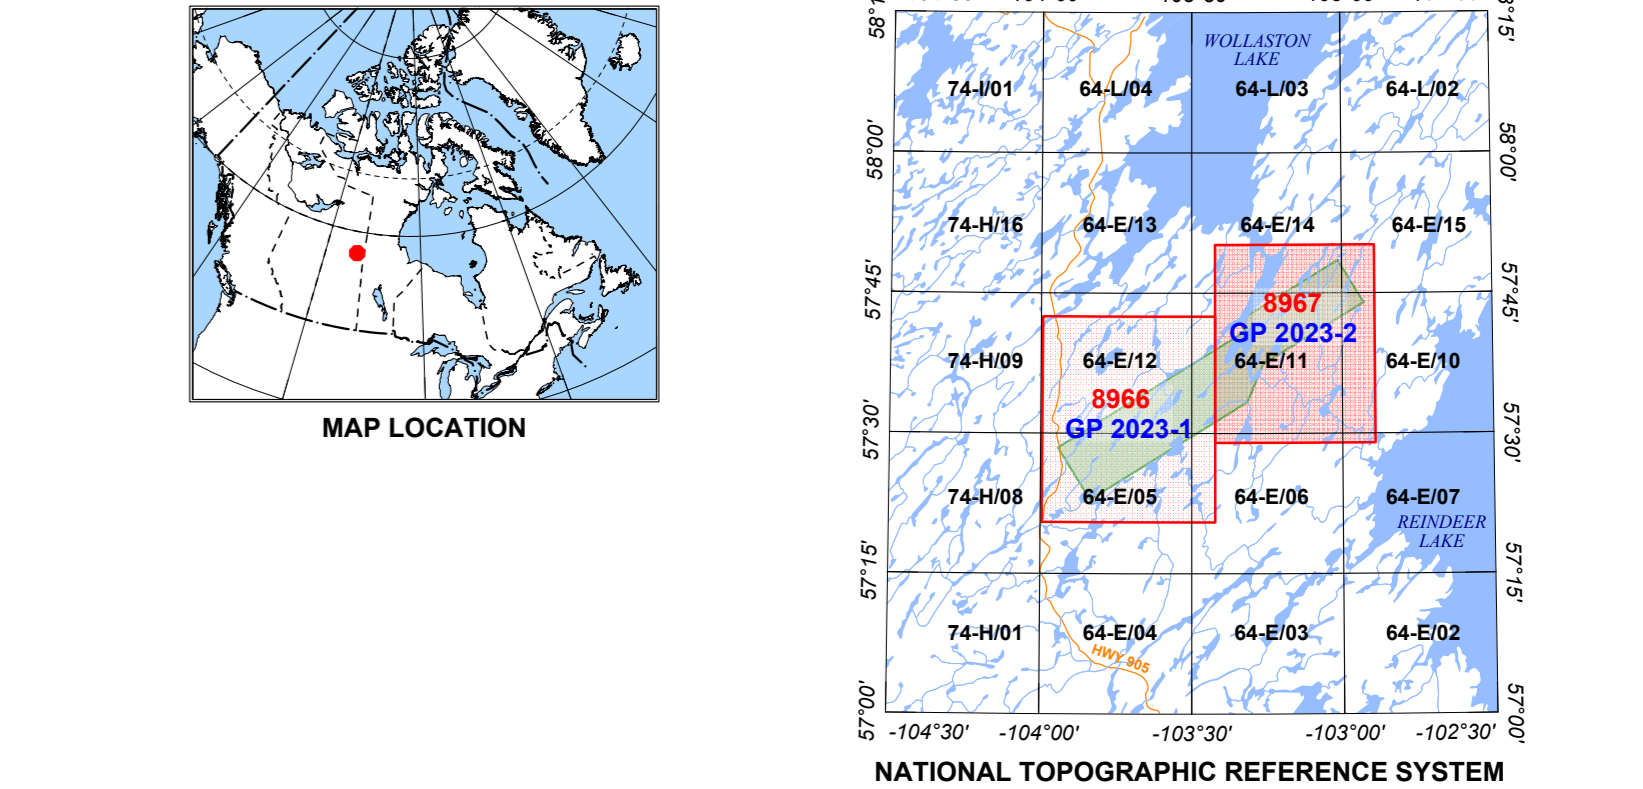 MAP LOCATION
58°15'
WOLLASTON
LAKE
74-I/01 64-L/04 64-L/03 64-L/02
58°00' 58°00'
74-H/16 64-E/13 64-E/14 64-E/15
57°45' 57°45'
8967
GP 2023-2
74-H/09 64-E/12 64-E/11 64-E/10
8966
GP 2023-1
57°30' 57°30'
74-H/08 64-E/05 64-E/06 64-E/07
REINDEER
LAKE
57°15' 57°15'
74-H/01 64-E/04 64-E/03 64-E/02
HWY 905
57°00' 57°00'
-104°30' -104°00' -103°30' -103°00' -102°30'
NATIONAL TOPOGRAPHIC REFERENCE SYSTEM